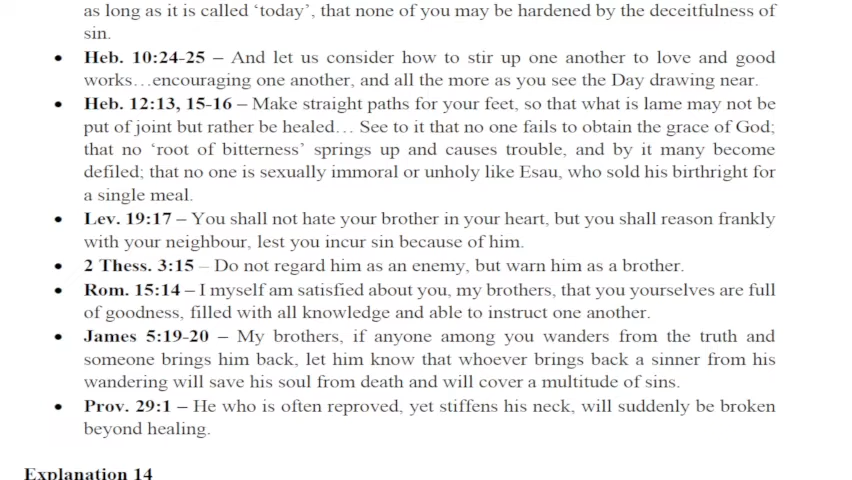 as long as it is called ‘today’, that none of you may be hardened by the deceitfulness of
sin.
• Heb. 10:24-25 – And let us consider how to stir up one another to love and good
works…encouraging one another, and all the more as you see the Day drawing near.
• Heb. 12:13, 15-16 – Make straight paths for your feet, so that what is lame may not be
put of joint but rather be healed… See to it that no one fails to obtain the grace of God;
that no ‘root of bitterness’ springs up and causes trouble, and by it many become
defiled; that no one is sexually immoral or unholy like Esau, who sold his birthright for
a single meal.
• Lev. 19:17 – You shall not hate your brother in your heart, but you shall reason frankly
with your neighbour, lest you incur sin because of him.
• 2 Thess. 3:15 – Do not regard him as an enemy, but warn him as a brother.
• Rom. 15:14 – I myself am satisfied about you, my brothers, that you yourselves are full
of goodness, filled with all knowledge and able to instruct one another.
• James 5:19-20 – My brothers, if anyone among you wanders from the truth and
someone brings him back, let him know that whoever brings back a sinner from his
wandering will save his soul from death and will cover a multitude of sins.
• Prov. 29:1 – He who is often reproved, yet stiffens his neck, will suddenly be broken
beyond healing.
Explanation 14